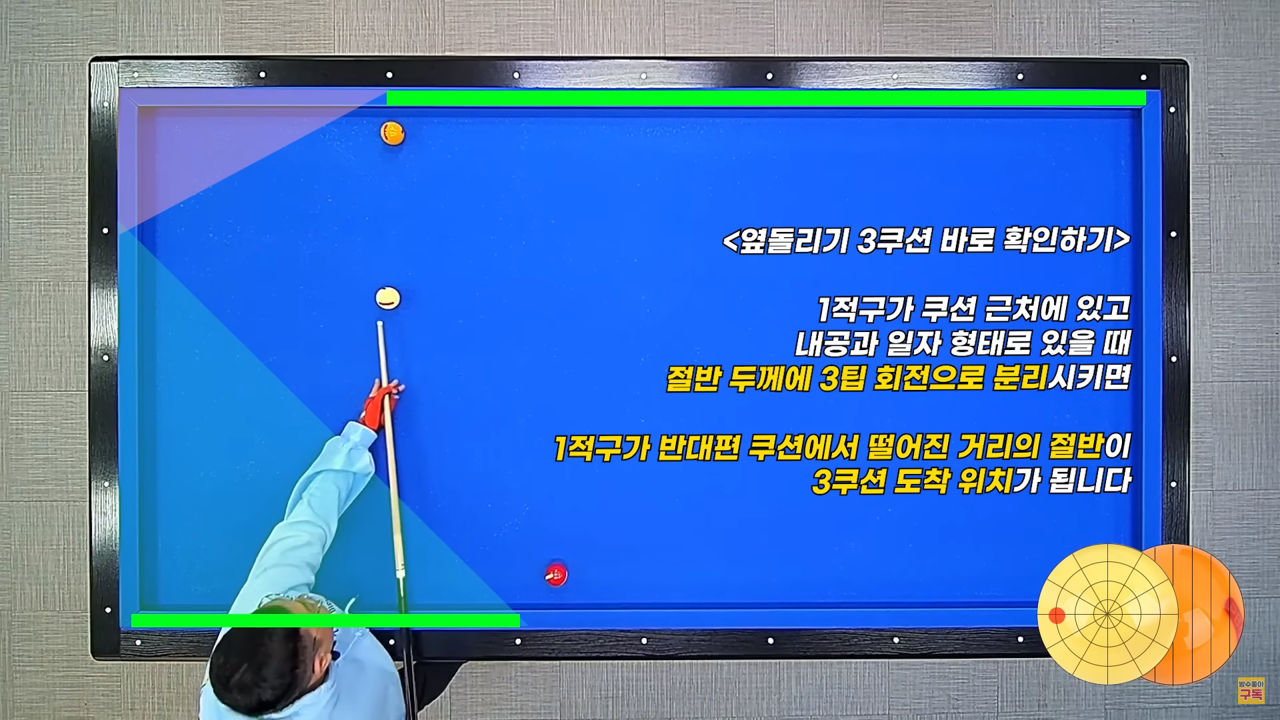 <옆돌리기 3쿠션 바로 확인하기>
1적구가 쿠션 근처에 있고
내공과 일자 형태로 있을 때
절반 두께에 3팁 회전으로 분리시키면
1적구가 반대편 쿠션에서 떨어진 거리의 절반이
3쿠션 도착 위치가 됩니다
구독